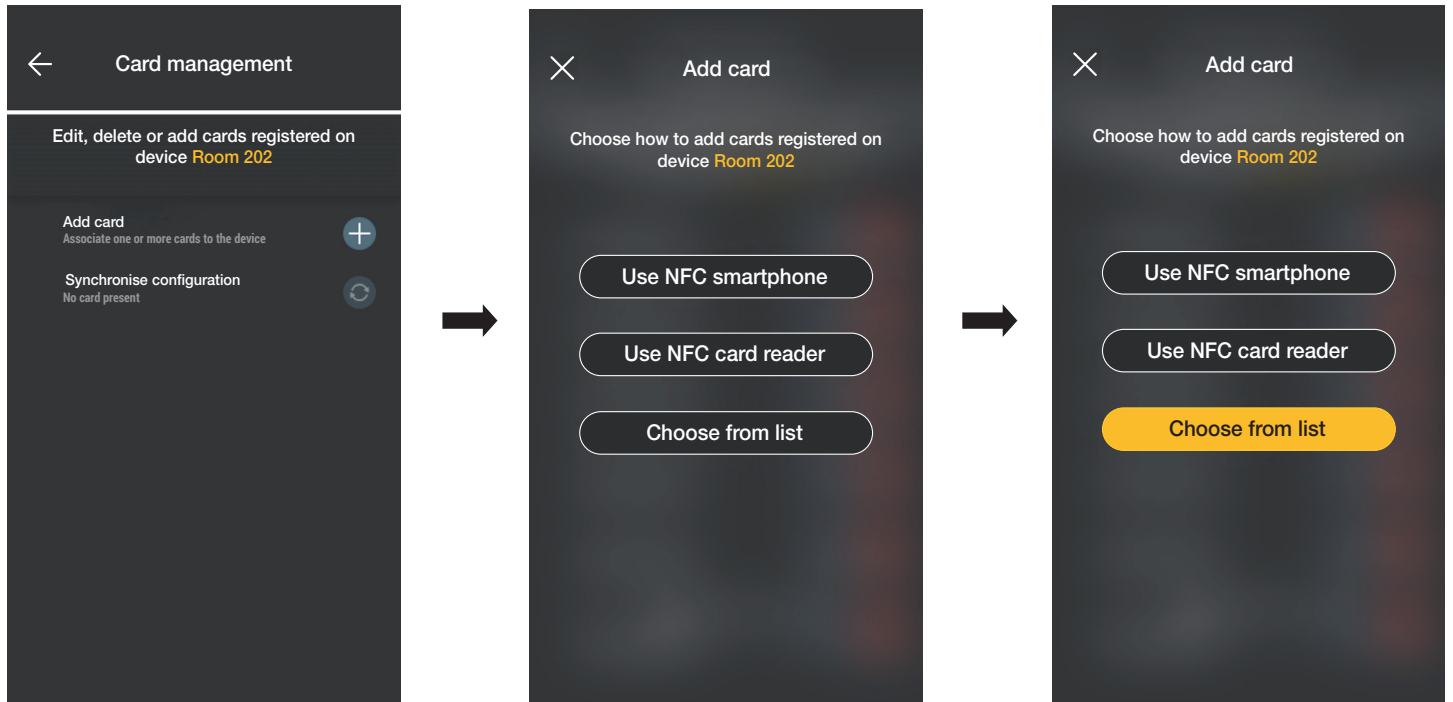 Card management
Edit, delete or add cards registered on
device Room 202
Add card
Associate one or more cards to the device
Synchronise configuration
No card present
Add card
Choose how to add cards registered on
device Room 202
Use NFC smartphone
Use NFC card reader
Choose from list
Add card
Choose how to add cards registered on
device Room 202
Use NFC smartphone
Use NFC card reader
Choose from list